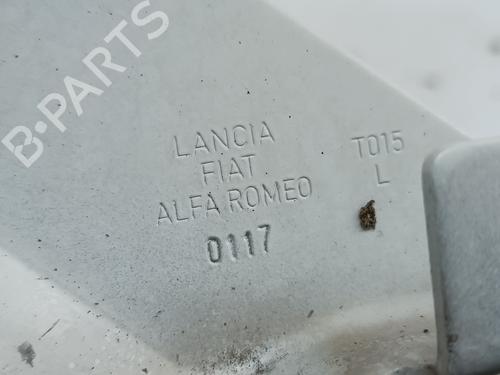 B-PARTS
LANCIA
FIAT
ALFA ROMEO
0117
T015
L